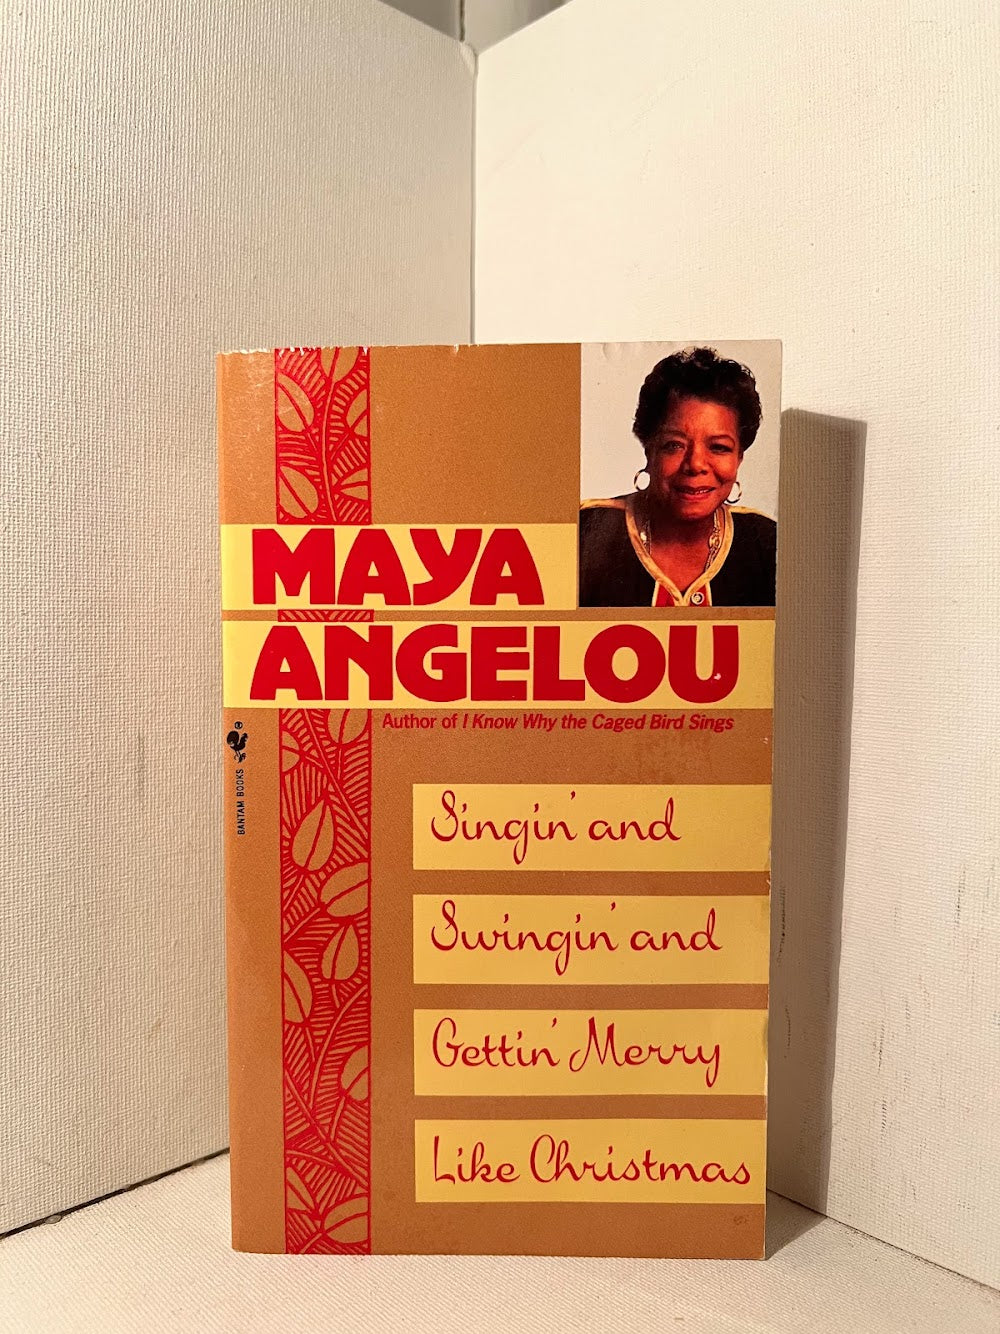 MAYA
ANGELOU
Author of I Know Why the Caged Bird Sings
BANTAM BOOKS
Singin' and
Swingin' and
Gettin' Merry
Like Christmas